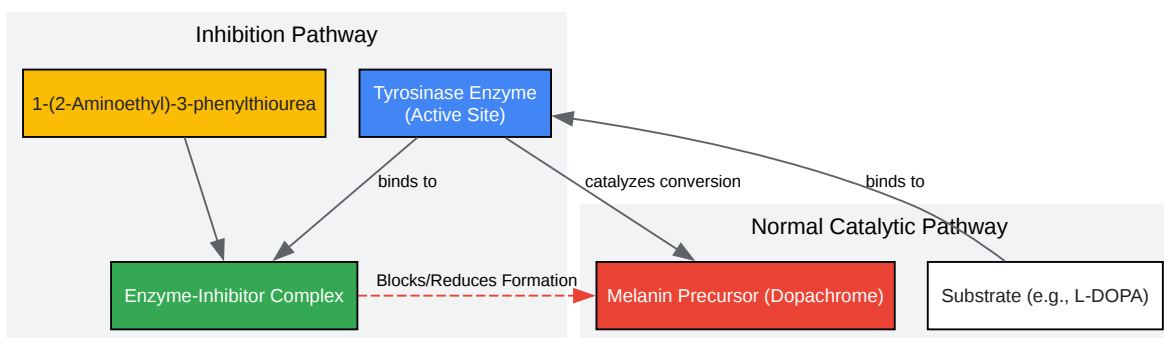 Inhibition Pathway
1-(2-Aminoethyl)-3-phenylthiourea
Tyrosinase Enzyme
(Active Site)
binds to
catalyzes conversion
binds to
Normal Catalytic Pathway
Enzyme-Inhibitor Complex
Blocks/Reduces Formation
Melanin Precursor (Dopachrome)
Substrate (e.g., L-DOPA)